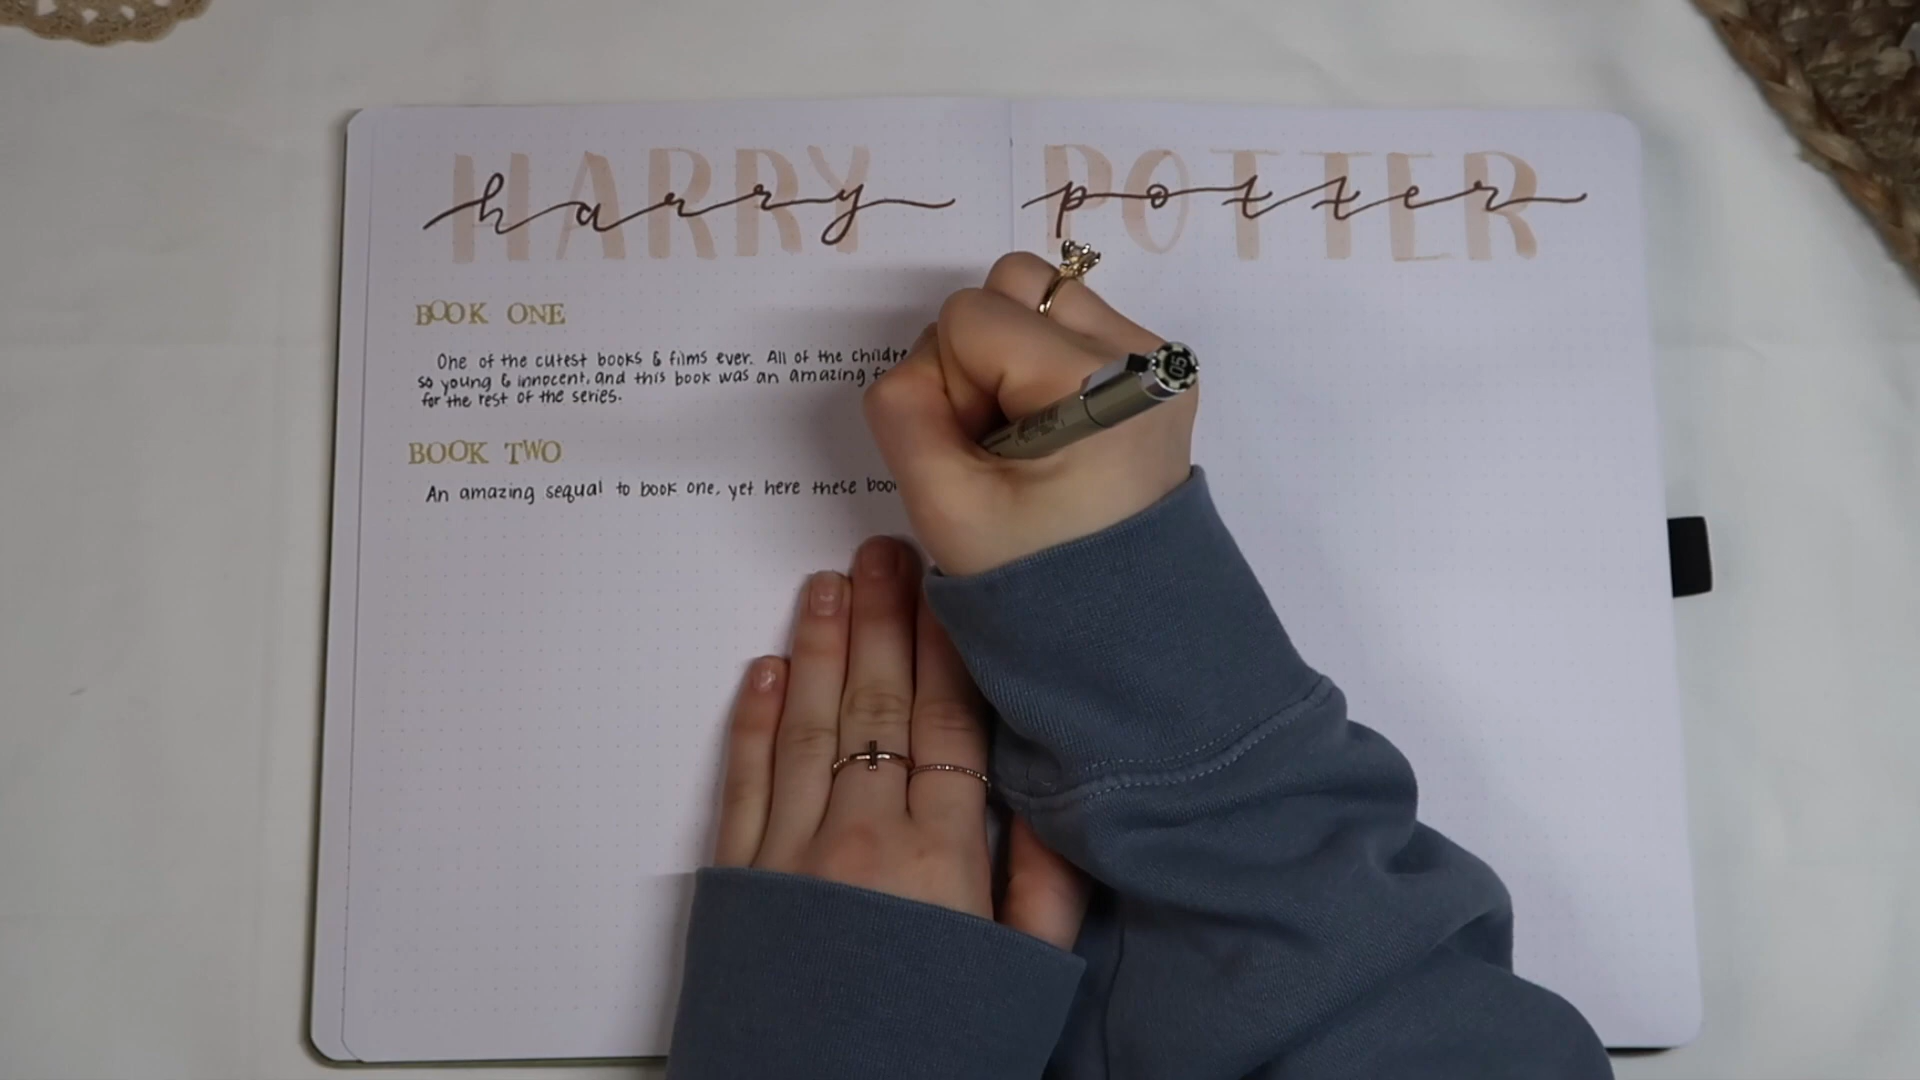 HARRY POTTER
harry potter
BOOK ONE
One of the cutest books & films ever. All of the
so young & innocent, and this book was an amazing
for the rest of the series.
BOOK TWO
An amazing sequal to book one, yet here these
05